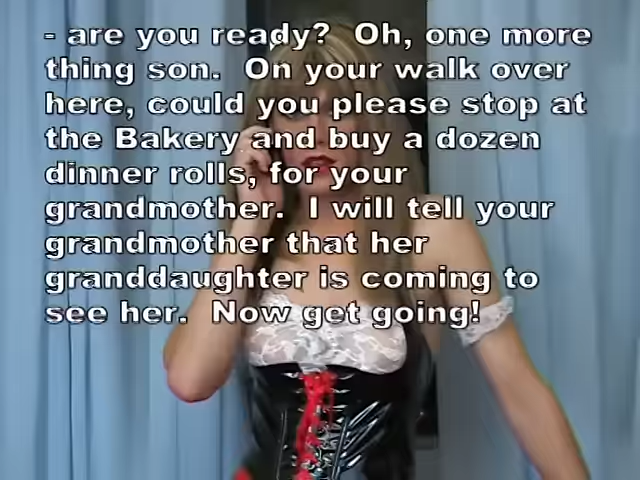 - are you ready?  Oh, one more
thing son.  On your walk over
here, could you please stop at
the Bakery and buy a dozen
dinner rolls, for your
grandmother.  I will tell your
grandmother that her
granddaughter is coming to
see her.  Now get going!